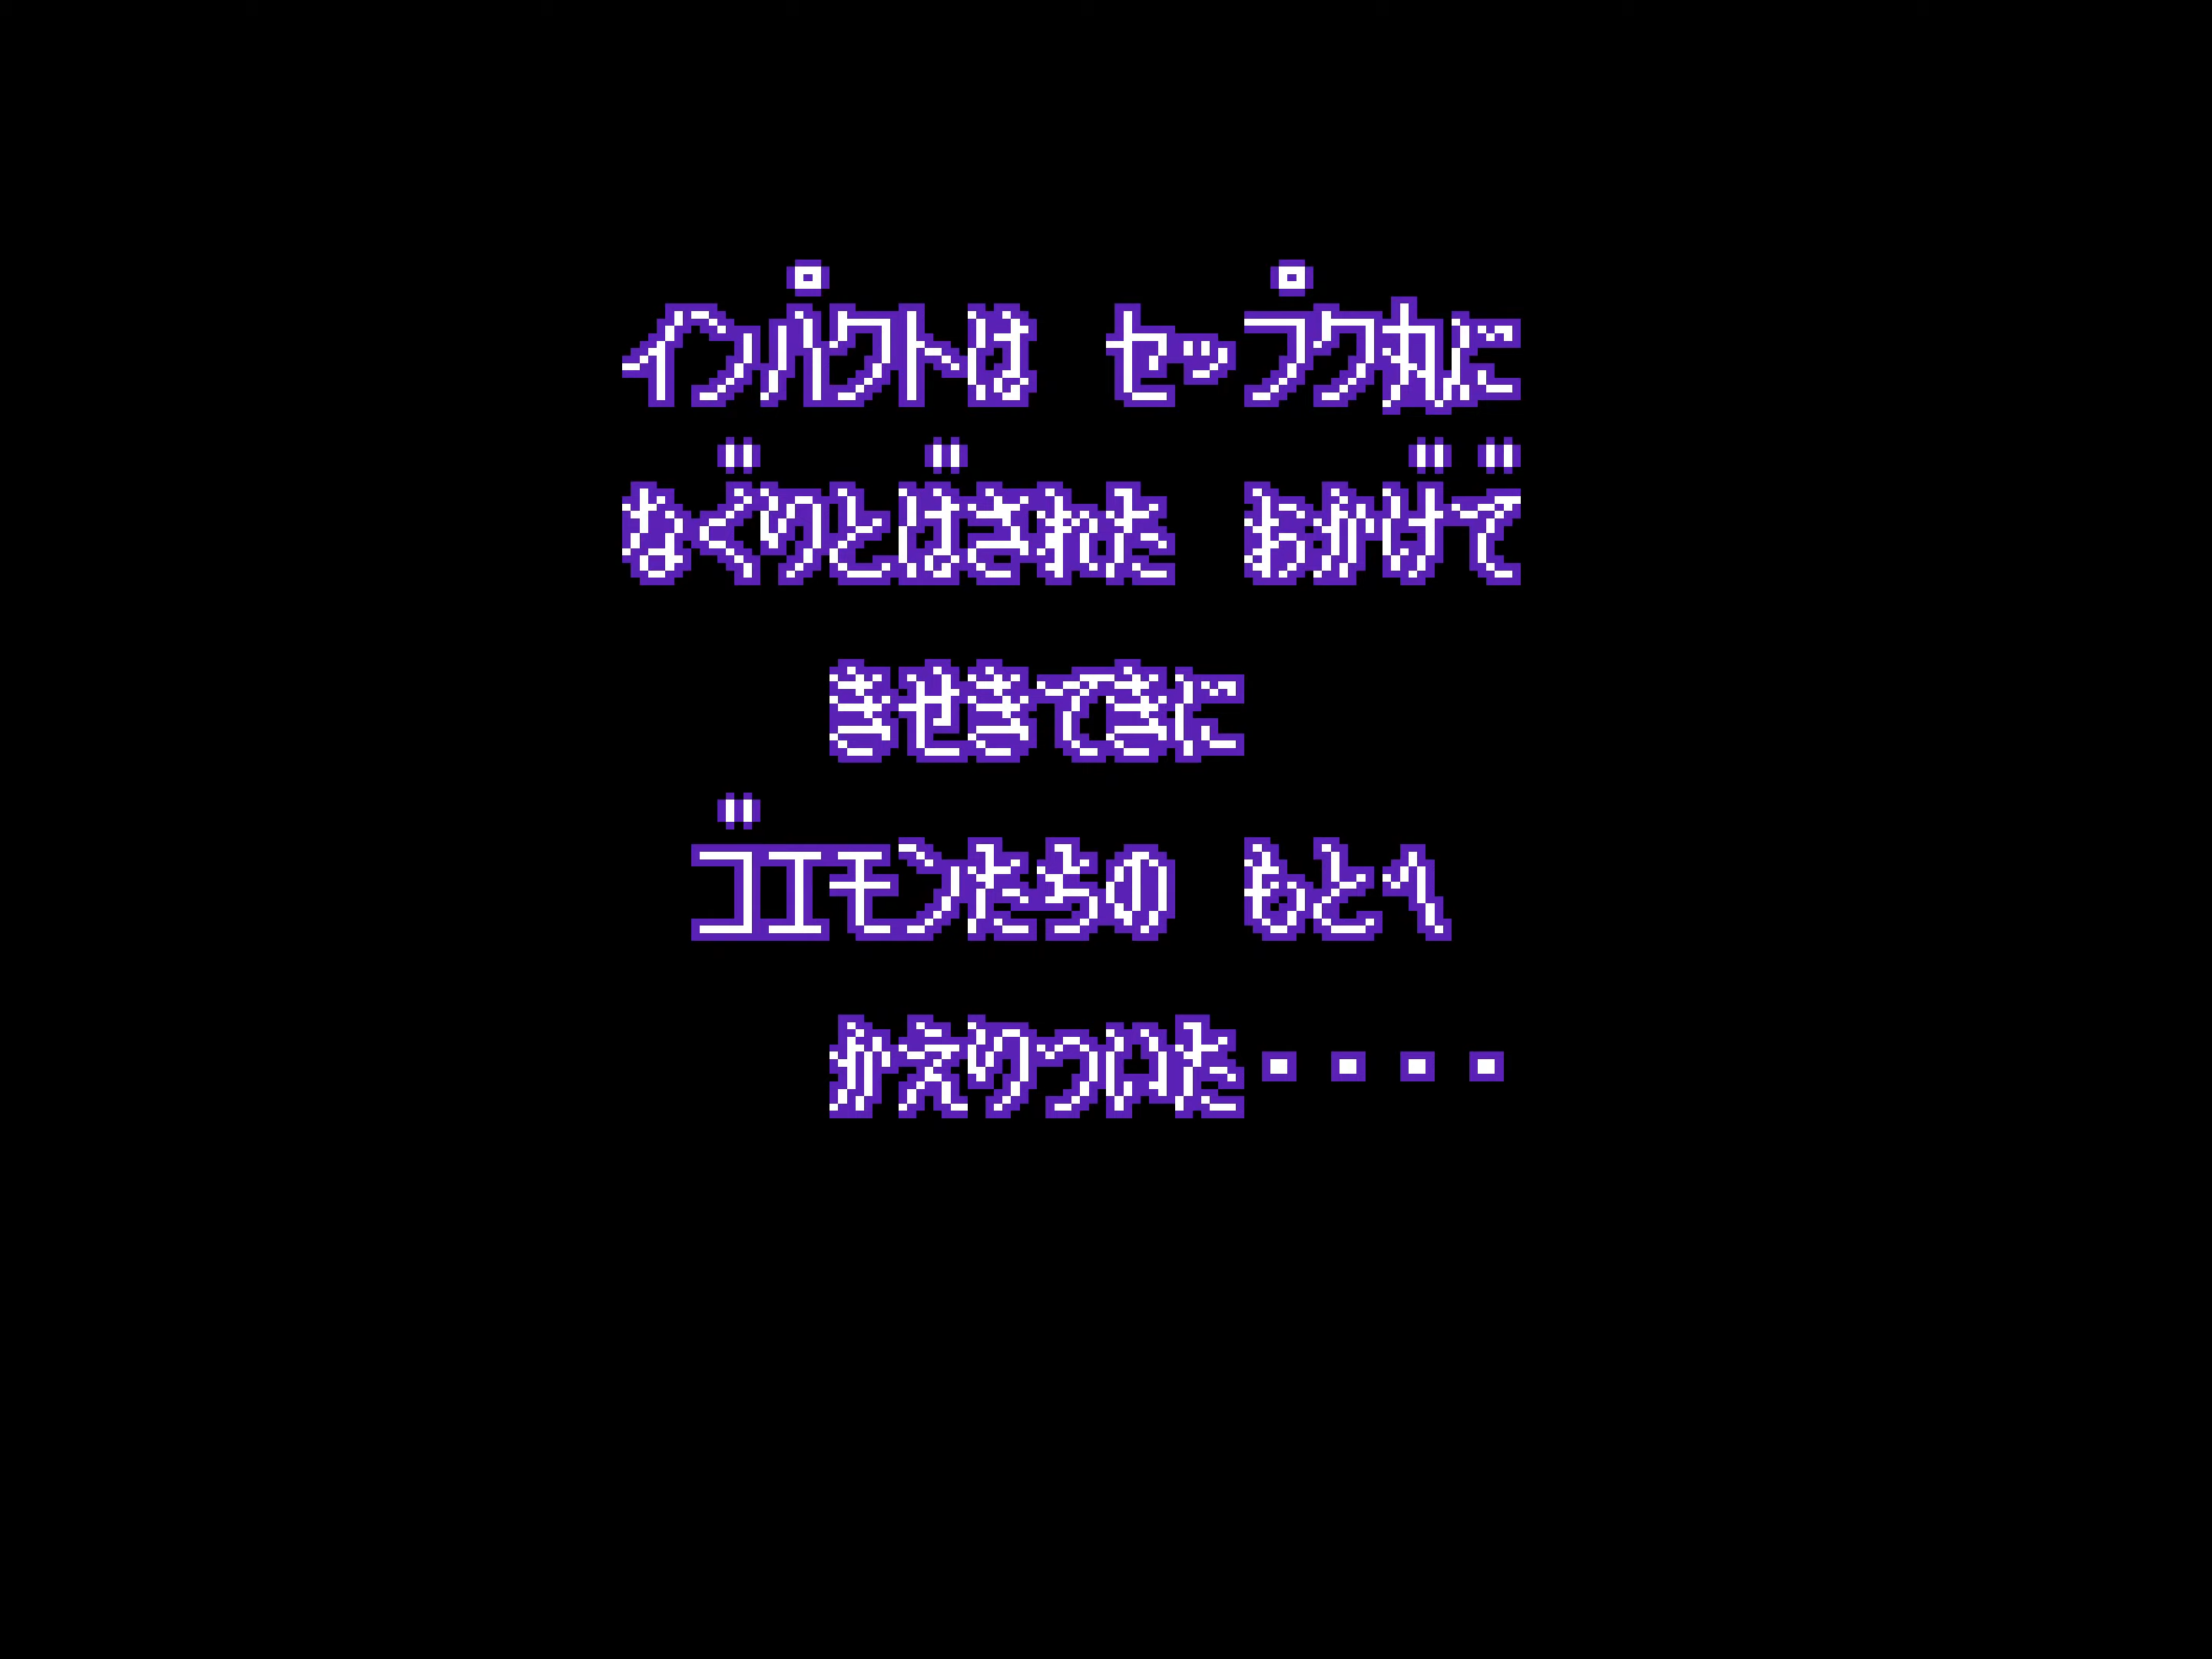 インパクトは セップク丸に
なぐりとばされた おかげで
きせきてきに
ゴエモンたちの もとへ
かえりついた・・・・